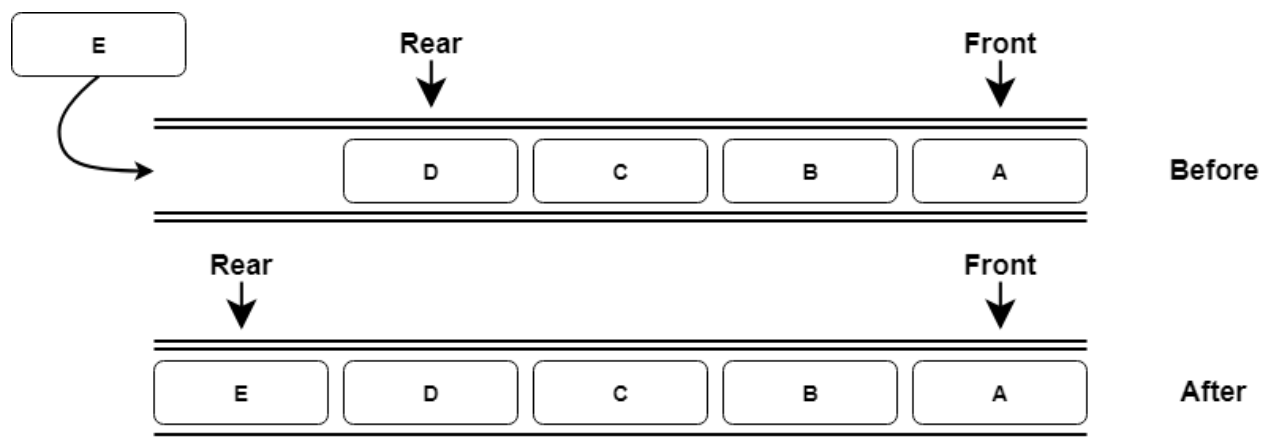 E
Rear Front
D C B A Before
Rear Front
E D C B A After